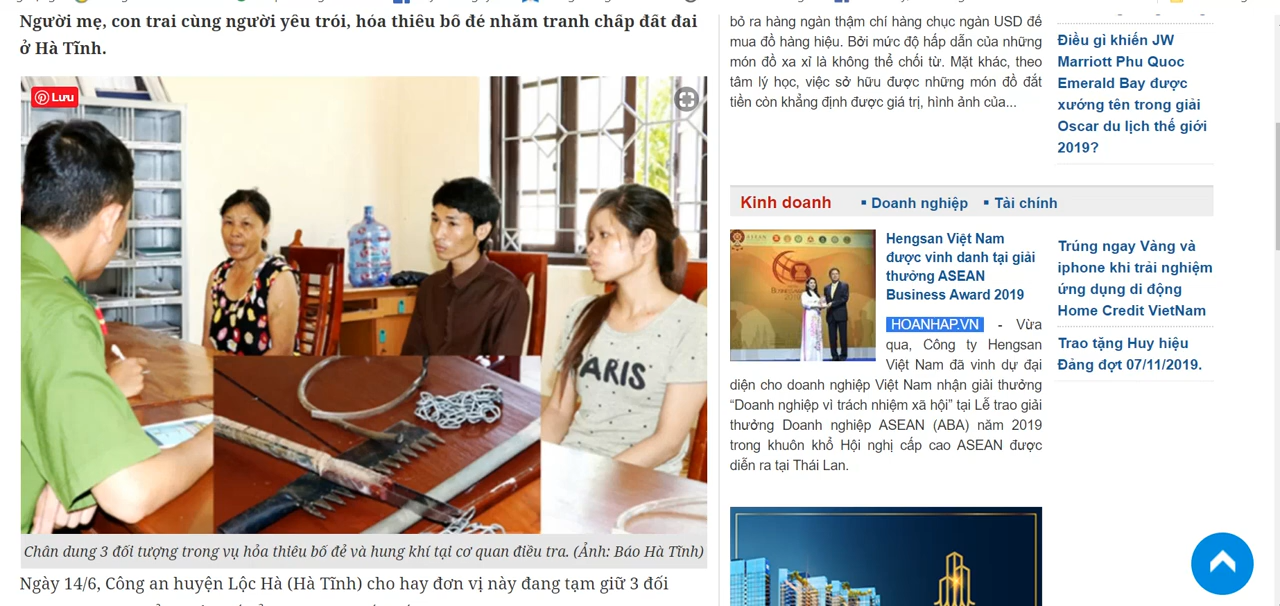 Người mẹ, con trai cùng người yêu trói, hỏa thiêu bố đẻ nhằm tranh chấp đất đai
ở Hà Tĩnh.
Lưu
PARIS
Chân dung 3 đối tượng trong vụ hỏa thiêu bố đẻ và hung khí tại cơ quan điều tra. (Ảnh: Báo Hà Tĩnh)
Ngày 14/6, Công an huyện Lộc Hà (Hà Tĩnh) cho hay đơn vị này đang tạm giữ 3 đối
bỏ ra hàng ngàn thậm chí hàng chục ngàn USD để
mua đồ hàng hiệu. Bởi mức độ hấp dẫn của những
món đồ xa xỉ là không thể chối từ. Mặt khác, theo
tâm lý học, việc sở hữu được những món đồ đắt
tiền còn khẳng định được giá trị, hình ảnh của...
Điều gì khiến JW
Marriott Phu Quoc
Emerald Bay được
xướng tên trong giải
Oscar du lịch thế giới
2019?
Kinh doanh
Doanh nghiệp
Tài chính
Hengsan Việt Nam
được vinh danh tại giải
thưởng ASEAN
Business Award 2019
HOANHAP.VN - Vừa
qua, Công ty Hengsan
Việt Nam đã vinh dự đại
diện cho doanh nghiệp Việt Nam nhận giải thưởng
“Doanh nghiệp vì trách nhiệm xã hội” tại Lễ trao giải
thưởng Doanh nghiệp ASEAN (ABA) năm 2019
trong khuôn khổ Hội nghị cấp cao ASEAN được
diễn ra tại Thái Lan.
Trúng ngay Vàng và
iphone khi trải nghiệm
ứng dụng di động
Home Credit VietNam
Trao tặng Huy hiệu
Đảng đợt 07/11/2019.